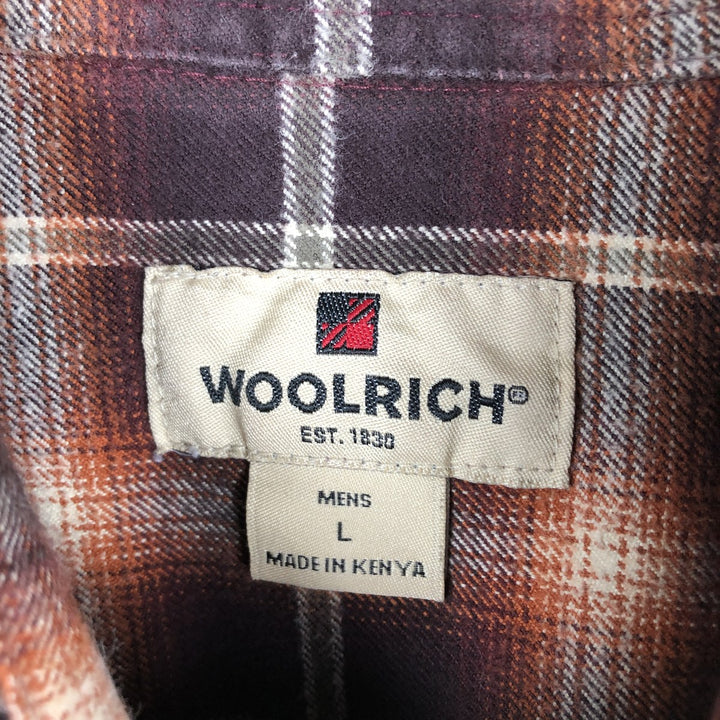 WOOLRICH®
EST. 1830
MENS
L
MADE IN KENYA